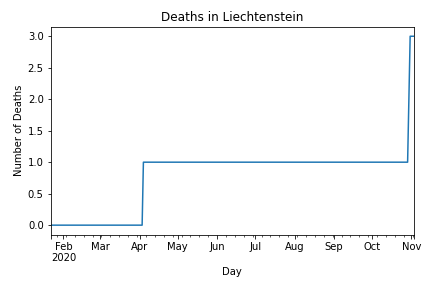 Deaths in Liechtenstein
Number of Deaths
3.0
2.5
2.0
1.5
1.0
0.5
0.0
Feb Mar Apr May Jun Jul Aug Sep Oct Nov
2020
Day